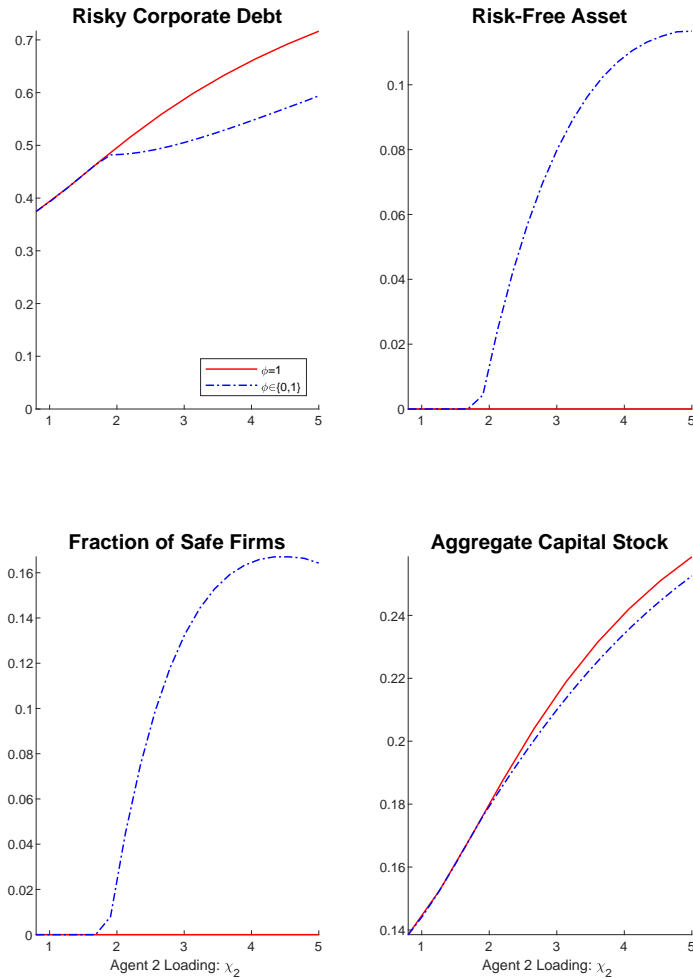 Risky Corporate Debt
0.7
0.6
0.5
0.4
0.3
0.2
0.1
0
1 2 3 4 5
ϕ=1
ϕ∈{0,1}
Risk-Free Asset
0.1
0.08
0.06
0.04
0.02
0
1 2 3 4 5
Fraction of Safe Firms
0.16
0.14
0.12
0.1
0.08
0.06
0.04
0.02
0
1 2 3 4 5
Agent 2 Loading: χ₂
Aggregate Capital Stock
0.24
0.22
0.2
0.18
0.16
0.14
1 2 3 4 5
Agent 2 Loading: χ₂